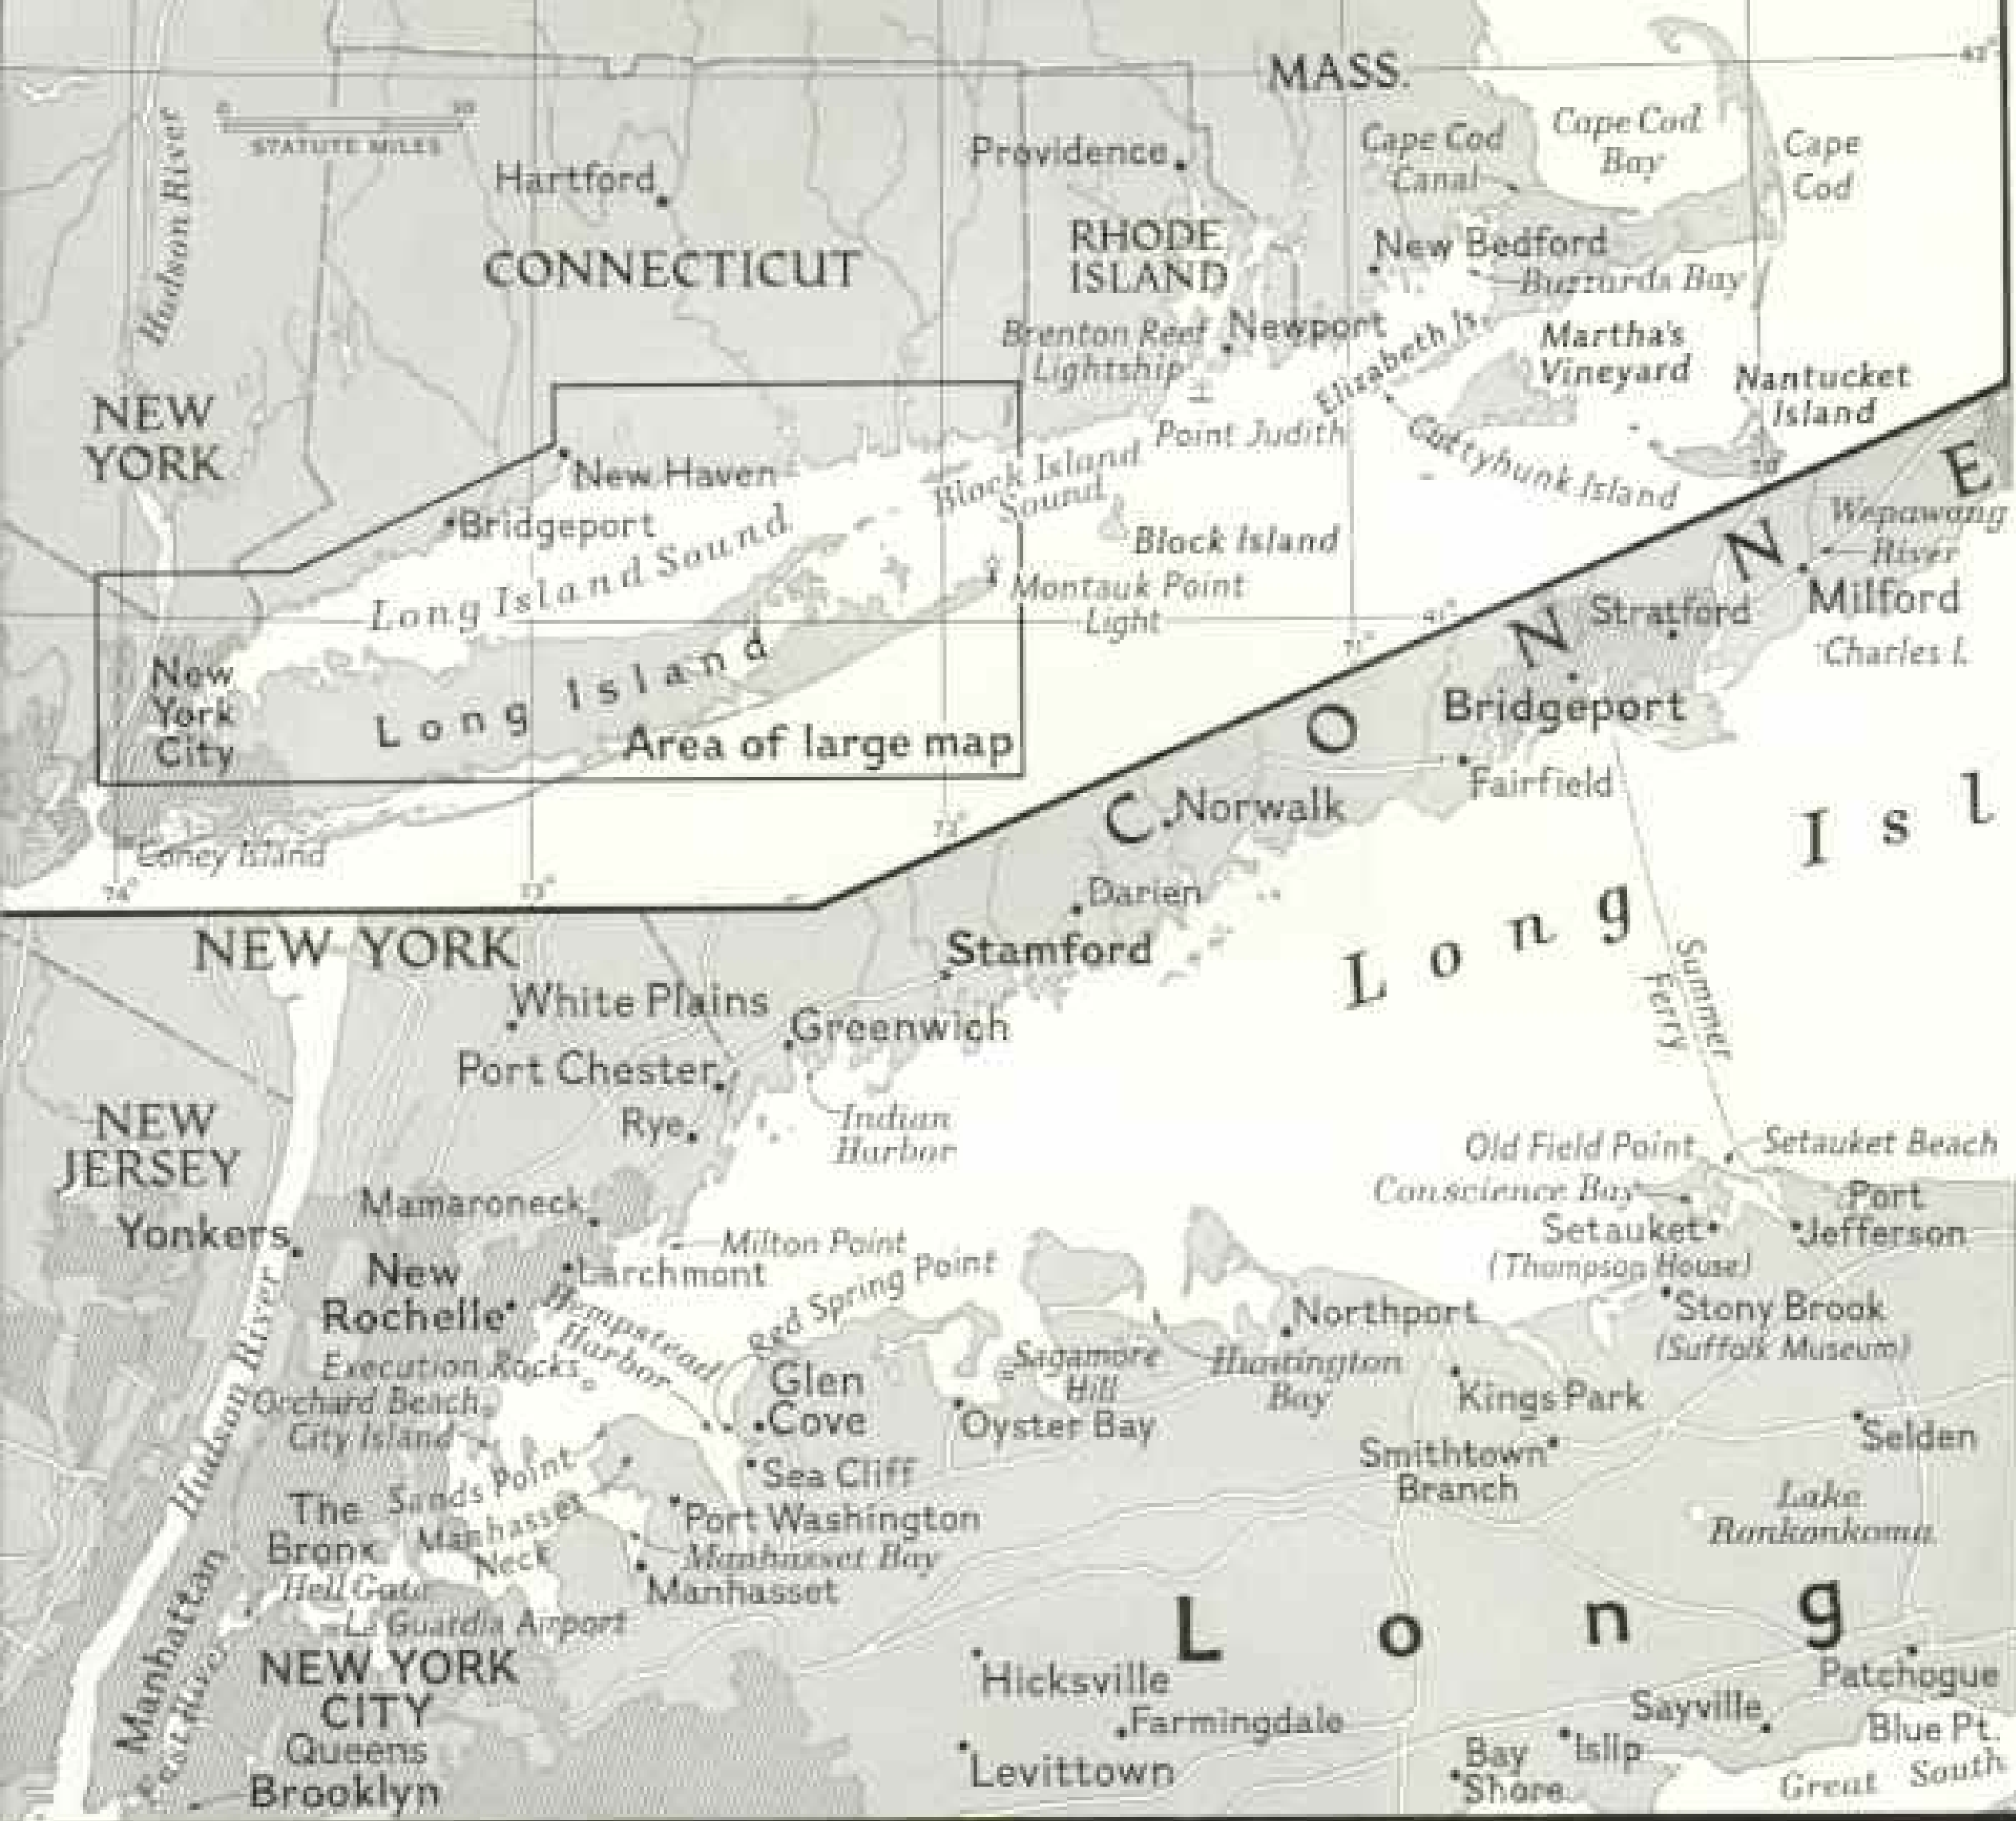 MASS.
42°
0 50
STATUTE MILES
Hudson River
Hartford
Providence
Cape Cod
Canal
Cape Cod
Bay
Cape
Cod
CONNECTICUT
RHODE
ISLAND
New Bedford
Buzzards Bay
Brenton Reef
Lightship
Newport
Elizabeth Is.
Martha's
Vineyard
Nantucket
Island
NEW
YORK
Point Judith
Cuttyhunk Island
New Haven
Block Island
Sound
70°
Bridgeport
Long Island Sound
Block Island
Montauk Point
Light
41°
71°
New
York
City
Long Island
Area of large map
Coney Island
74°
73°
72°
C O N N E
Wepawaug
River
Stratford
Milford
Charles I.
Bridgeport
Fairfield
Norwalk
Darien
Long Isl
Stamford
Summer
Ferry
NEW YORK
White Plains
Greenwich
Port Chester
Rye
Indian
Harbor
NEW
JERSEY
Old Field Point
Setauket Beach
Conscience Bay
Port
Jefferson
Setauket
(Thompson House)
Mamaroneck
Yonkers
Milton Point
New
Rochelle
Larchmont
Red Spring Point
Hempstead
Harbor
Northport
Stony Brook
(Suffolk Museum)
Execution Rocks
Orchard Beach
City Island
Glen
Cove
Sagamore
Hill
Huntington
Bay
Kings Park
Oyster Bay
Hudson River
Selden
Smithtown
Branch
Sands Point
Sea Cliff
The
Bronx
Manhasset
Neck
Port Washington
Manhasset Bay
Manhasset
Lake
Ronkonkoma
Hell Gate
La Guardia Airport
Manhattan
East River
NEW YORK
CITY
Queens
Brooklyn
Long
Hicksville
Farmingdale
Levittown
Patchogue
Sayville
Blue Pt.
Islip
Bay
Shore
Great South